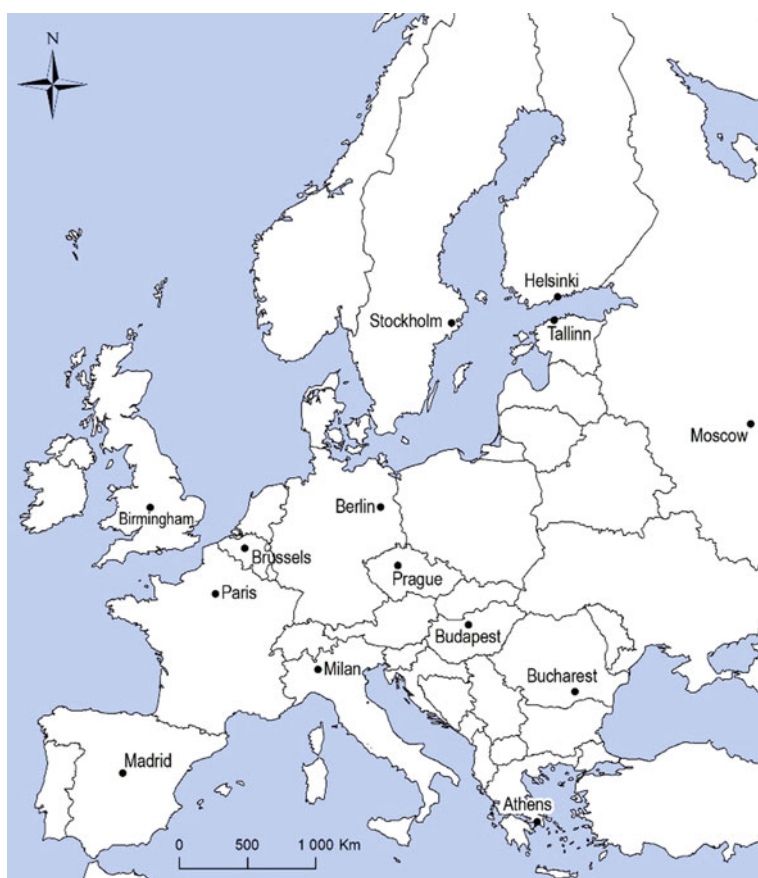 N
Helsinki
Stockholm
Tallinn
Moscow
Berlin
Birmingham
Brussels
Prague
Paris
Budapest
Milan
Bucharest
Madrid
Athens
0 500 1 000 Km